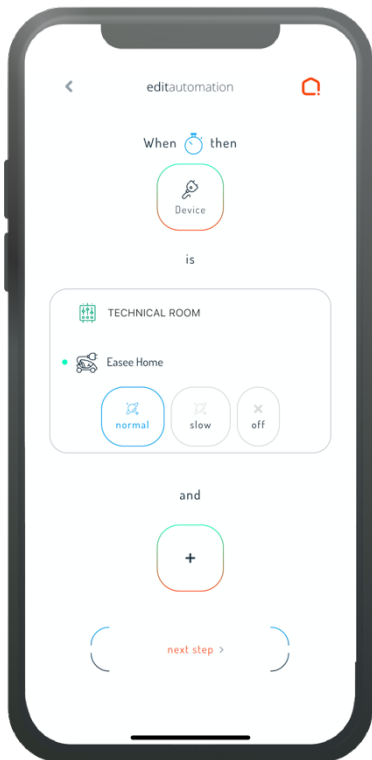 editautomation
When then
Device
is
TECHNICAL ROOM
Easee Home
normal slow off
and
+
next step >